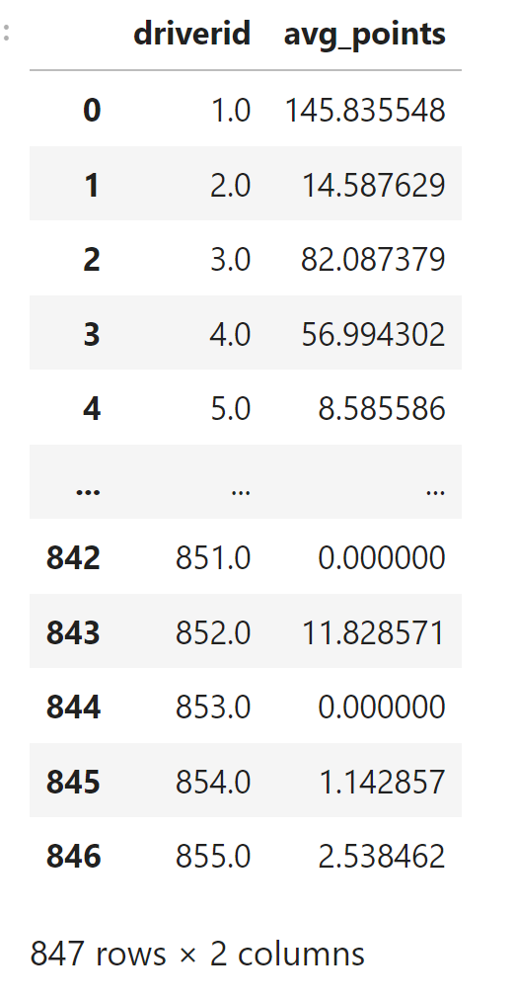 :
driverid avg_points
0 1.0 145.835548
1 2.0 14.587629
2 3.0 82.087379
3 4.0 56.994302
4 5.0 8.585586
... ... ...
842 851.0 0.000000
843 852.0 11.828571
844 853.0 0.000000
845 854.0 1.142857
846 855.0 2.538462
847 rows × 2 columns